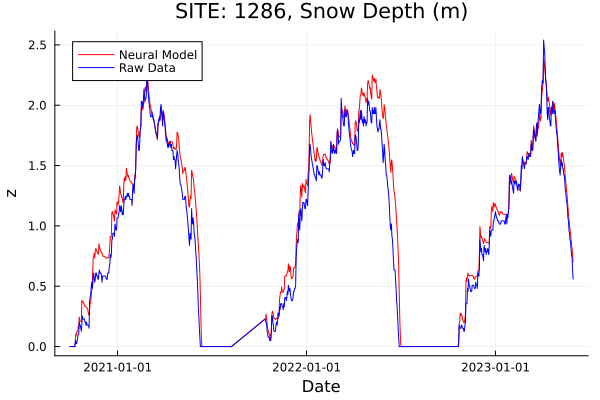 SITE: 1286, Snow Depth (m)
Neural Model
Raw Data
2.5
2.0
1.5
1.0
0.5
0.0
z
2021-01-01
2022-01-01
2023-01-01
Date